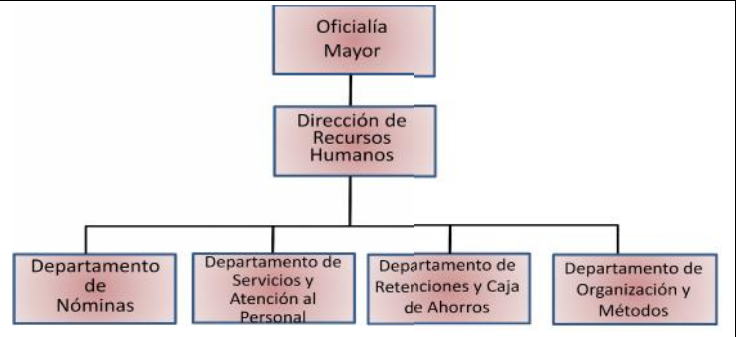 Oficialía
Mayor
Dirección de
Recursos
Humanos
Departamento
de
Nóminas
Departamento de
Servicios y
Atención al
Personal
Departamento de
Retenciones y Caja
de Ahorros
Departamento de
Organización y
Métodos